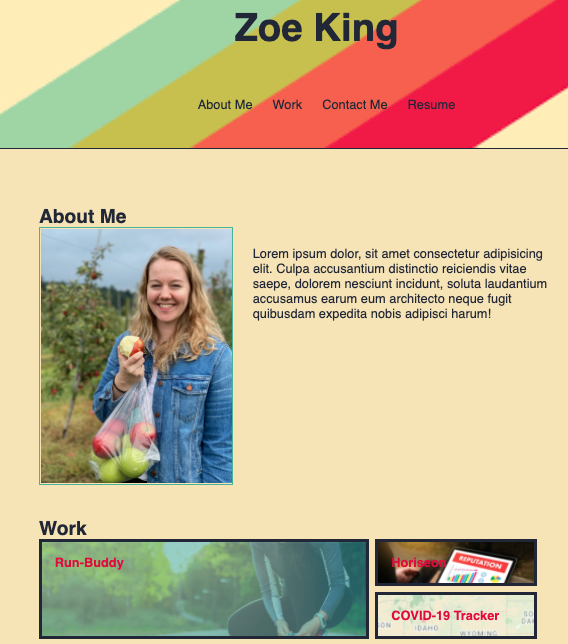 Zoe King
About Me Work Contact Me Resume
About Me
Lorem ipsum dolor, sit amet consectetur adipisicing
elit. Culpa accusantium distinctio reiciendis vitae
saepe, dolorem nesciunt incidunt, soluta laudantium
accusamus earum eum architecto neque fugit
quibusdam expedita nobis adipisci harum!
Work
Run-Buddy
Horiseon
REPUTATION
COVID-19 Tracker
IDAHO
WYOMING